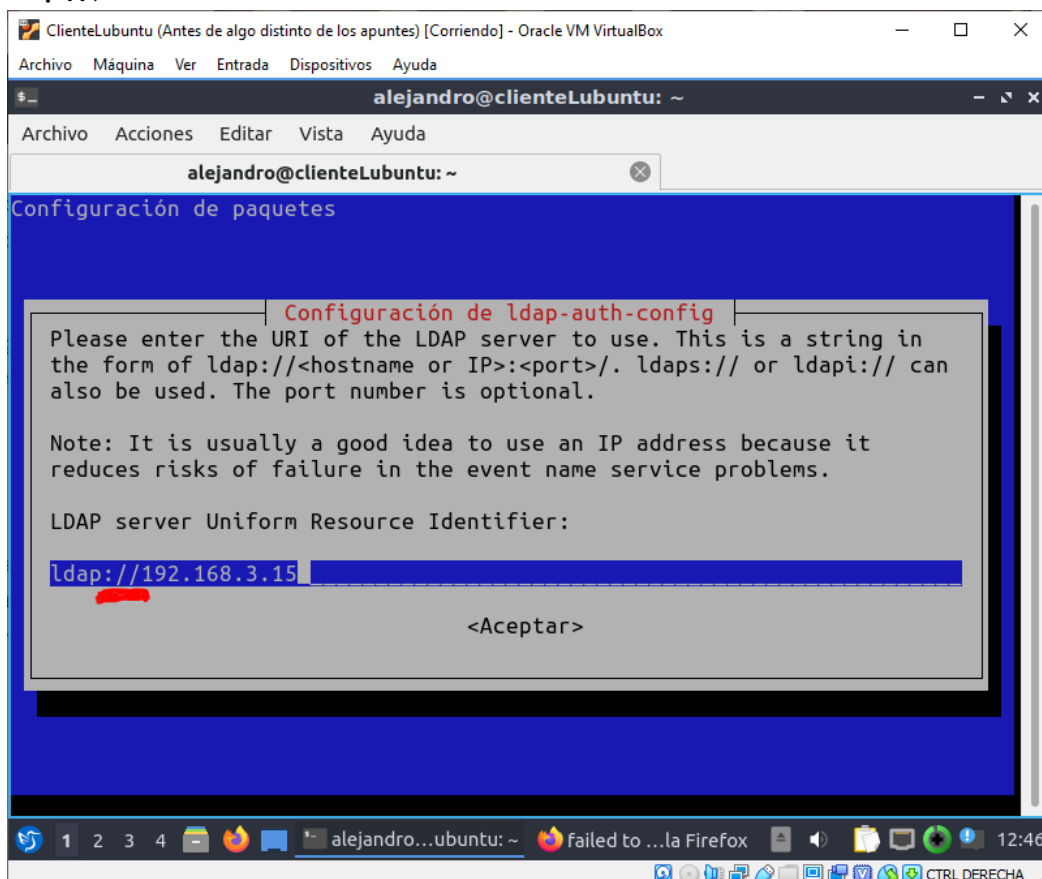 ClienteLubuntu (Antes de algo distinto de los apuntes) [Corriendo] - Oracle VM VirtualBox
Archivo Máquina Ver Entrada Dispositivos Ayuda
alejandro@clienteLubuntu: ~
Archivo Acciones Editar Vista Ayuda
alejandro@clienteLubuntu: ~
Configuración de paquetes
Configuración de ldap-auth-config
Please enter the URI of the LDAP server to use. This is a string in
the form of ldap://<hostname or IP>:<port>/. ldaps:// or ldapi:// can
also be used. The port number is optional.
Note: It is usually a good idea to use an IP address because it
reduces risks of failure in the event name service problems.
LDAP server Uniform Resource Identifier:
ldap://192.168.3.15
<Aceptar>
1 2 3 4 alejandro...ubuntu: ~ failed to ...la Firefox 12:46
CTRL DERECHA